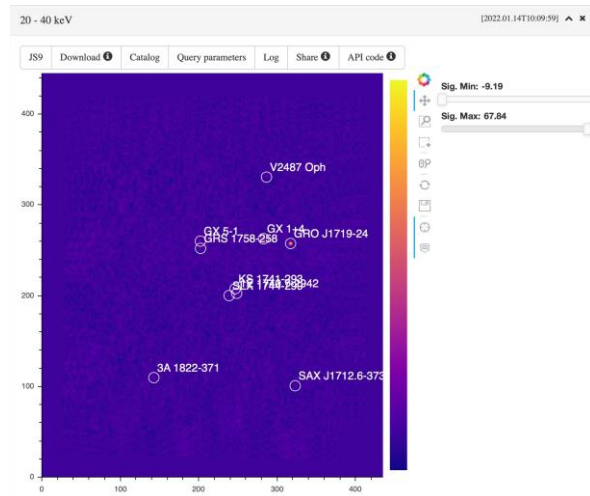 20 - 40 keV
[2022.01.14T10:09:59]
JS9 Download Catalog Query parameters Log Share API code
Sig. Min: -9.19
Sig. Max: 67.84
400
300
200
100
0
V2487 Oph
GX 5-1
GX 1+4
GRS 1758-258
GRO J1719-24
KS 1741-293
3A 1822-371
SAX J1712.6-373
0 100 200 300 400